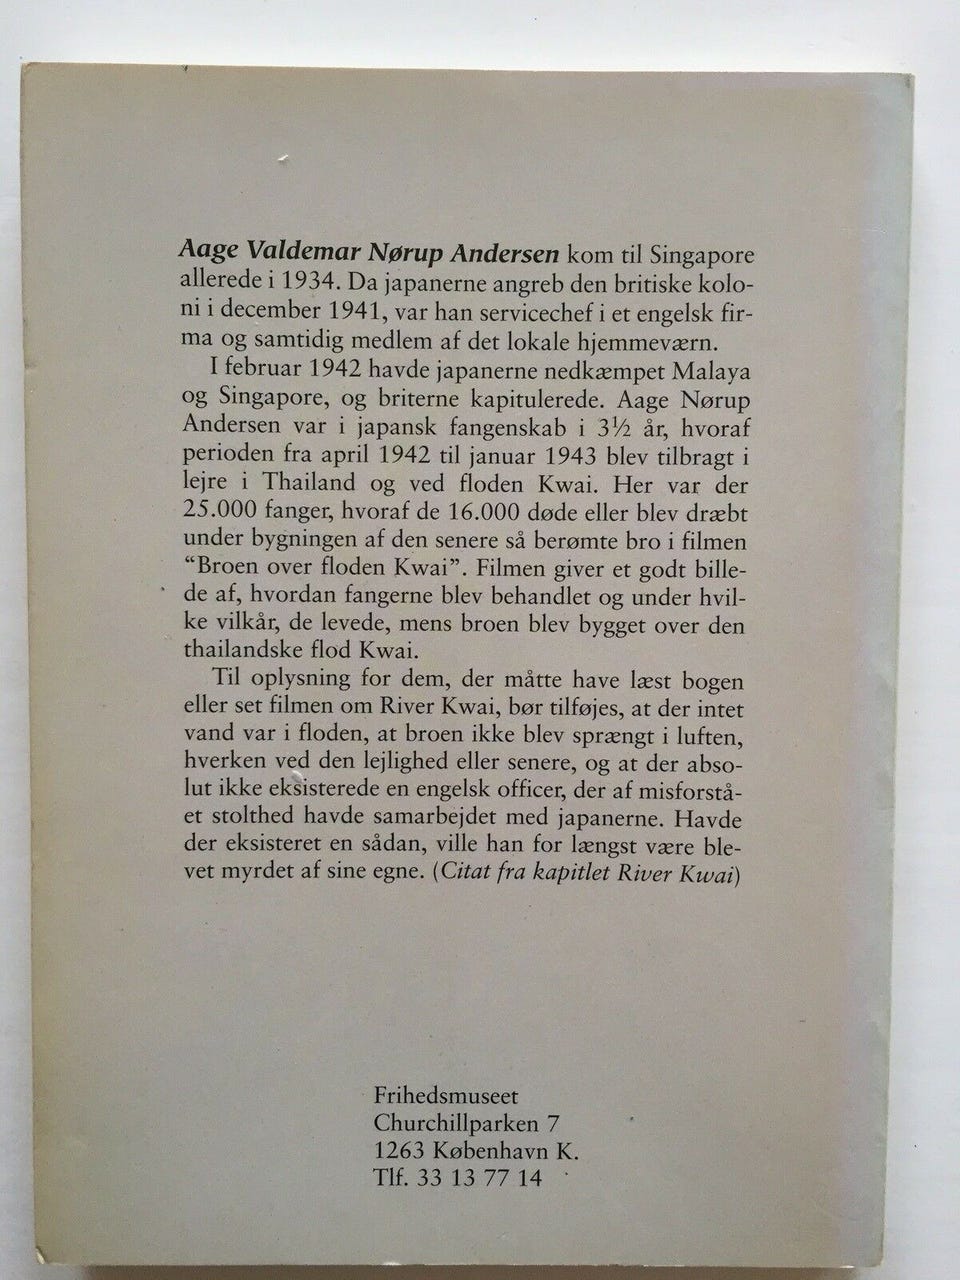 Aage Valdemar Nørup Andersen kom til Singapore
allerede i 1934. Da japanerne angreb den britiske kolo-
ni i december 1941, var han servicechef i et engelsk fir-
ma og samtidig medlem af det lokale hjemmeværn.
I februar 1942 havde japanerne nedkæmpet Malaya
og Singapore, og briterne kapitulerede. Aage Nørup
Andersen var i japansk fangenskab i 3½ år, hvoraf
perioden fra april 1942 til januar 1943 blev tilbragt i
lejre i Thailand og ved floden Kwai. Her var der
25.000 fanger, hvoraf de 16.000 døde eller blev dræbt
under bygningen af den senere så berømte bro i filmen
“Broen over floden Kwai”. Filmen giver et godt bille-
de af, hvordan fangerne blev behandlet og under hvil-
ke vilkår, de levede, mens broen blev bygget over den
thailandske flod Kwai.
Til oplysning for dem, der måtte have læst bogen
eller set filmen om River Kwai, bør tilføjes, at der intet
vand var i floden, at broen ikke blev sprængt i luften,
hverken ved den lejlighed eller senere, og at der abso-
lut ikke eksisterede en engelsk officer, der af misforstå-
et stolthed havde samarbejdet med japanerne. Havde
der eksisteret en sådan, ville han for længst være ble-
vet myrdet af sine egne. (Citat fra kapitlet River Kwai)
Frihedsmuseet
Churchillparken 7
1263 København K.
Tlf. 33 13 77 14